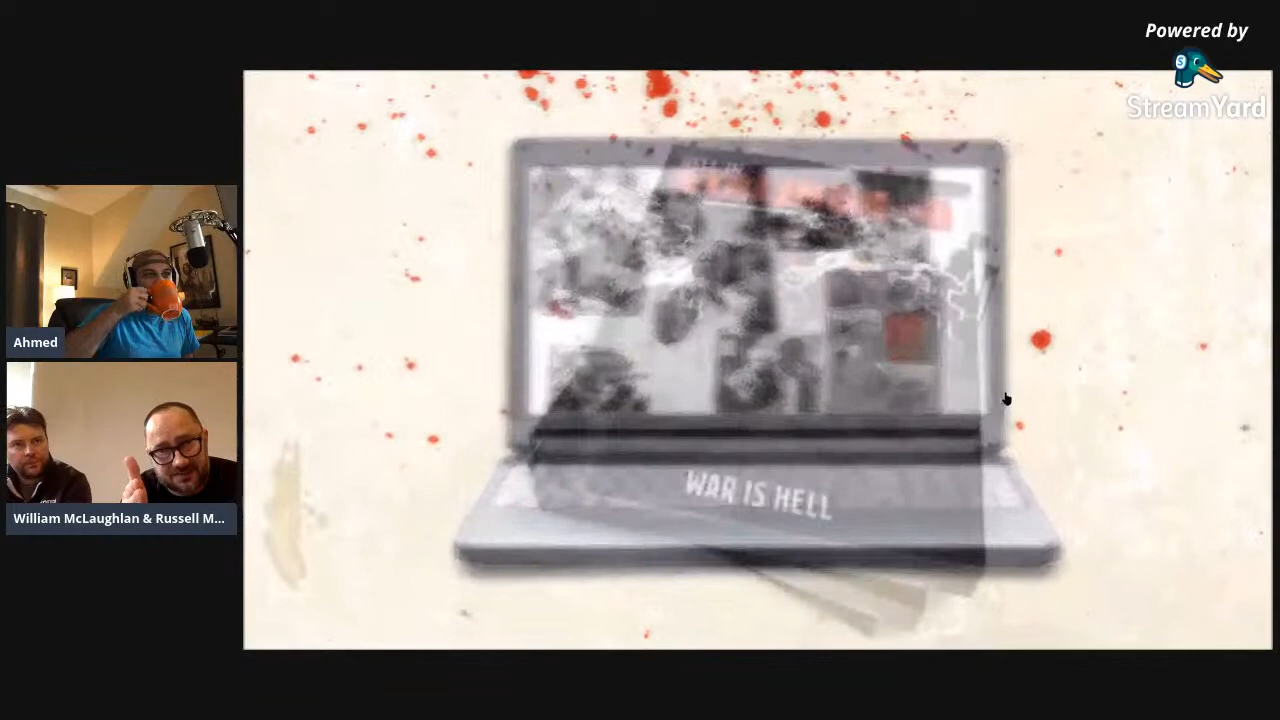 Powered by
StreamYard
Ahmed
WAR IS HELL
William McLaughlan & Russell M...